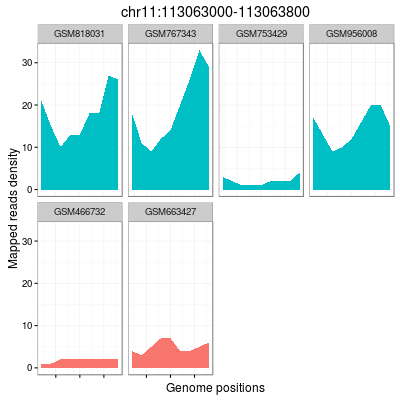 chr11:113063000-113063800
GSM818031 GSM767343 GSM753429 GSM956008
30
20
10
0
GSM466732 GSM663427
30
20
10
0
Mapped reads density
Genome positions